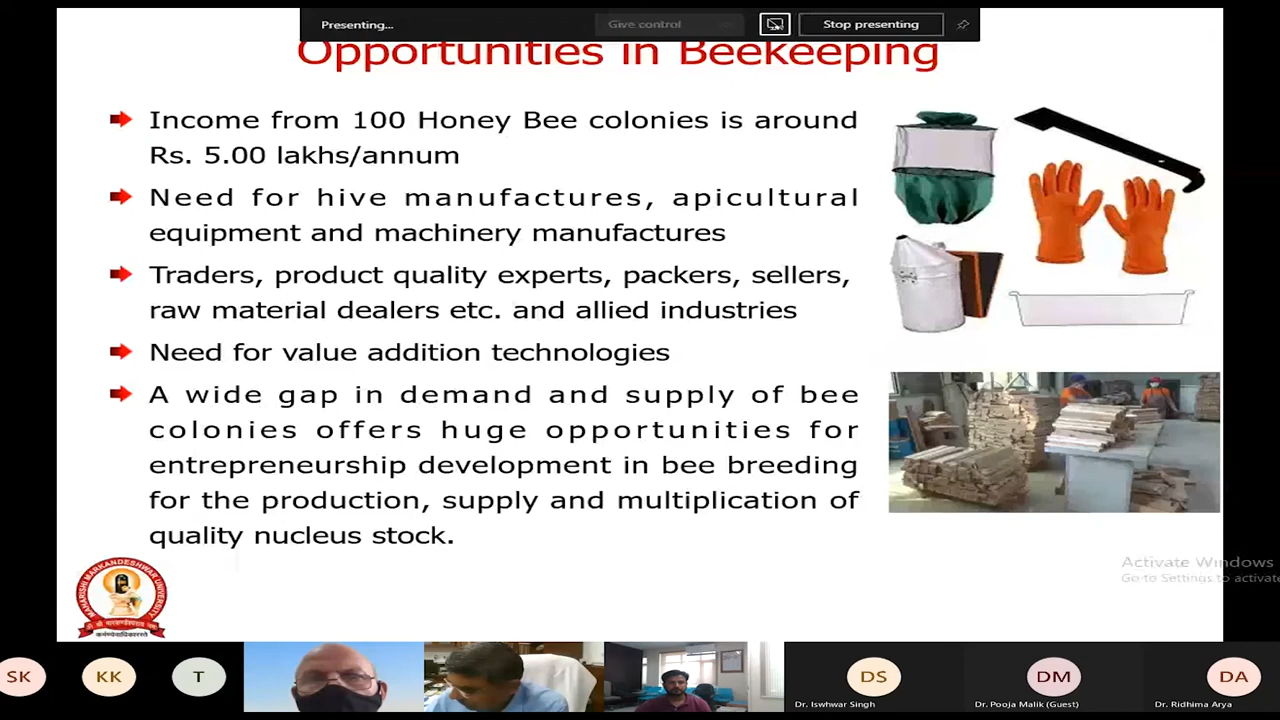 Presenting...
Give control
Stop presenting
Opportunities in Beekeeping
Income from 100 Honey Bee colonies is around
Rs. 5.00 lakhs/annum
Need for hive manufactures, apicultural
equipment and machinery manufactures
Traders, product quality experts, packers, sellers,
raw material dealers etc. and allied industries
Need for value addition technologies
A wide gap in demand and supply of bee
colonies offers huge opportunities for
entrepreneurship development in bee breeding
for the production, supply and multiplication of
quality nucleus stock.
MAHARISHI MARKANDESHWAR UNIVERSITY
Activate Windows
Go to Settings to activate
SK
KK
T
DS
DM
DA
Dr. Iswhwar Singh
Dr. Pooja Malik (Guest)
Dr. Ridhima Arya